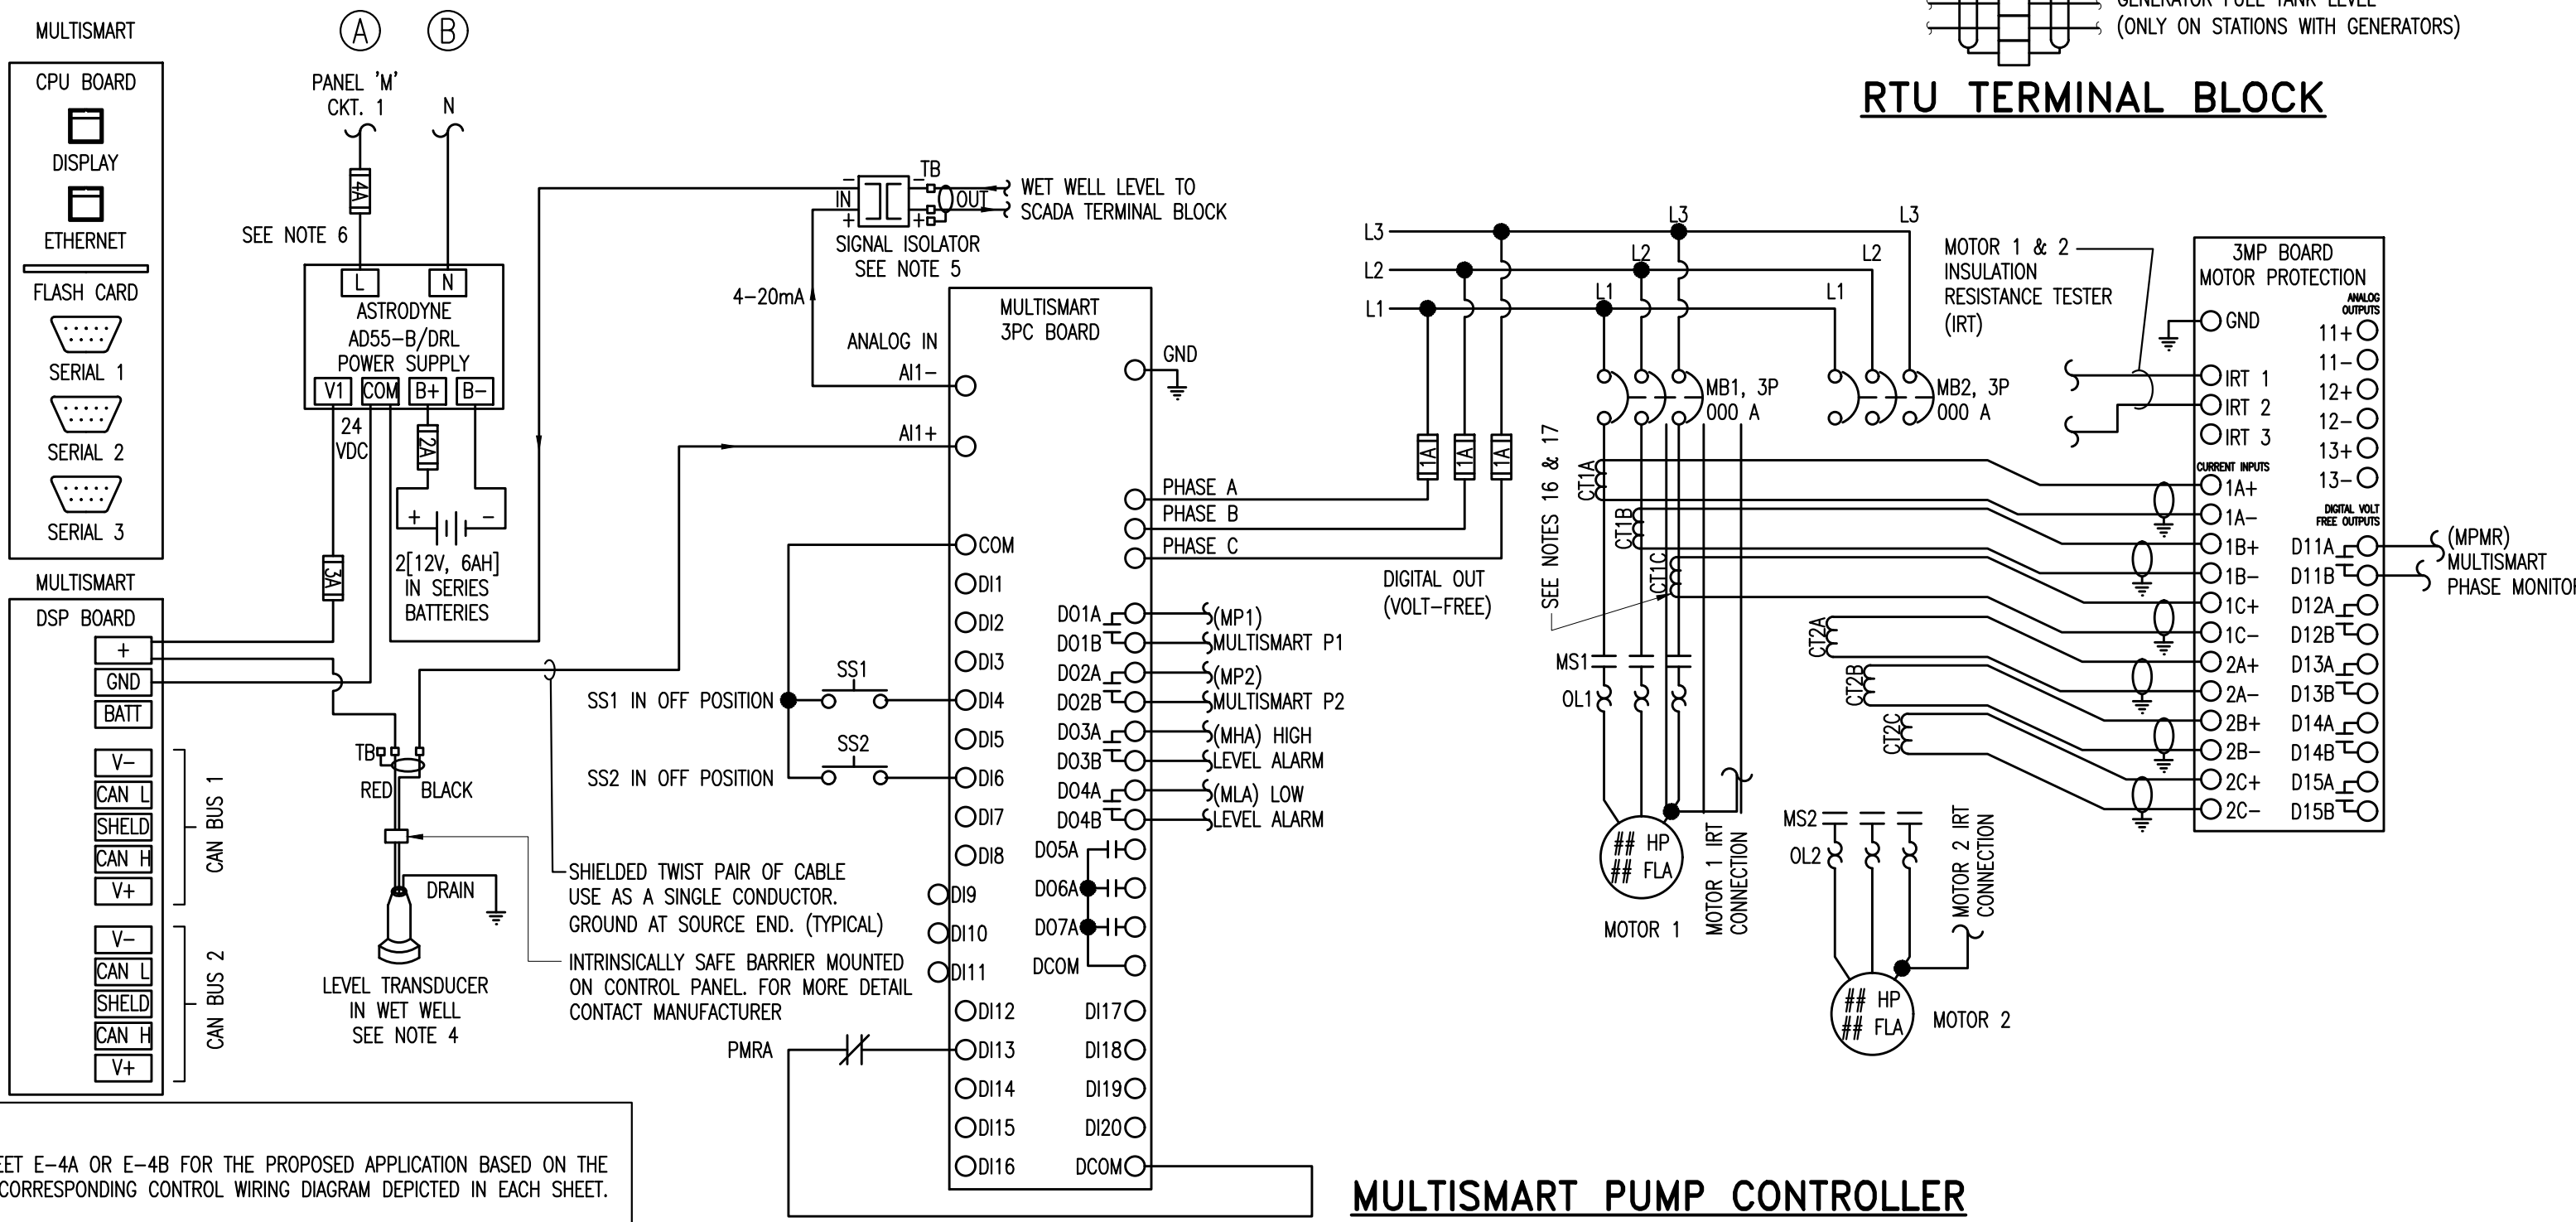 MULTISMART
CPU BOARD
DISPLAY
ETHERNET
FLASH CARD
SERIAL 1
SERIAL 2
SERIAL 3
MULTISMART
DSP BOARD
+
GND
BATT
V-
CAN L
SHELD
CAN H
V+
CAN BUS 1
V-
CAN L
SHELD
CAN H
V+
CAN BUS 2
A
B
PANEL 'M'
CKT. 1
N
4A
SEE NOTE 6
L
N
ASTRODYNE
AD55-B/DRL
POWER SUPPLY
V1
COM
B+
B-
24
VDC
2A
3A
+
-
2[12V, 6AH]
IN SERIES
BATTERIES
TB
RED
BLACK
DRAIN
LEVEL TRANSDUCER
IN WET WELL
SEE NOTE 4
SHIELDED TWIST PAIR OF CABLE
USE AS A SINGLE CONDUCTOR.
GROUND AT SOURCE END. (TYPICAL)
INTRINSICALLY SAFE BARRIER MOUNTED
ON CONTROL PANEL. FOR MORE DETAIL
CONTACT MANUFACTURER
-
IN
+
-
TB
OUT
+
WET WELL LEVEL TO
SCADA TERMINAL BLOCK
SIGNAL ISOLATOR
SEE NOTE 5
4-20mA
ANALOG IN
AI1-
AI1+
MULTISMART
3PC BOARD
GND
PHASE A
PHASE B
PHASE C
COM
DI1
DI2
DI3
DI4
DI5
DI6
DI7
DI8
DI9
DI10
DI11
DI12
DI13
DI14
DI15
DI16
SS1
SS1 IN OFF POSITION
SS2
SS2 IN OFF POSITION
PMRA
DIGITAL OUT
(VOLT-FREE)
DO1A
(MP1)
DO1B
MULTISMART P1
DO2A
(MP2)
DO2B
MULTISMART P2
DO3A
(MHA) HIGH
DO3B
LEVEL ALARM
DO4A
(MLA) LOW
DO4B
LEVEL ALARM
DO5A
DO6A
DO7A
DCOM
DI17
DI18
DI19
DI20
DCOM
L3
L2
L1
1A
1A
1A
L1
L2
L3
L1
L2
L3
MB1, 3P
000 A
MB2, 3P
000 A
SEE NOTES 16 & 17
CT1A
CT1B
CT1C
CT2A
CT2B
CT2C
MS1
OL1
## HP
## FLA
MOTOR 1
MOTOR 1 IRT
CONNECTION
MS2
OL2
## HP
## FLA
MOTOR 2
MOTOR 2 IRT
CONNECTION
MOTOR 1 & 2
INSULATION
RESISTANCE TESTER
(IRT)
3MP BOARD
MOTOR PROTECTION
GND
IRT 1
IRT 2
IRT 3
CURRENT INPUTS
1A+
1A-
1B+
1B-
1C+
1C-
2A+
2A-
2B+
2B-
2C+
2C-
ANALOG
OUTPUTS
11+
11-
12+
12-
13+
13-
DIGITAL VOLT
FREE OUTPUTS
D11A
D11B
D12A
D12B
D13A
D13B
D14A
D14B
D15A
D15B
(MPMR)
MULTISMART
PHASE MONITOR
GENERATOR FUEL TANK LEVEL
(ONLY ON STATIONS WITH GENERATORS)
RTU TERMINAL BLOCK
MULTISMART PUMP CONTROLLER
E-4A OR E-4B FOR THE PROPOSED APPLICATION BASED ON THE
CORRESPONDING CONTROL WIRING DIAGRAM DEPICTED IN EACH SHEET.